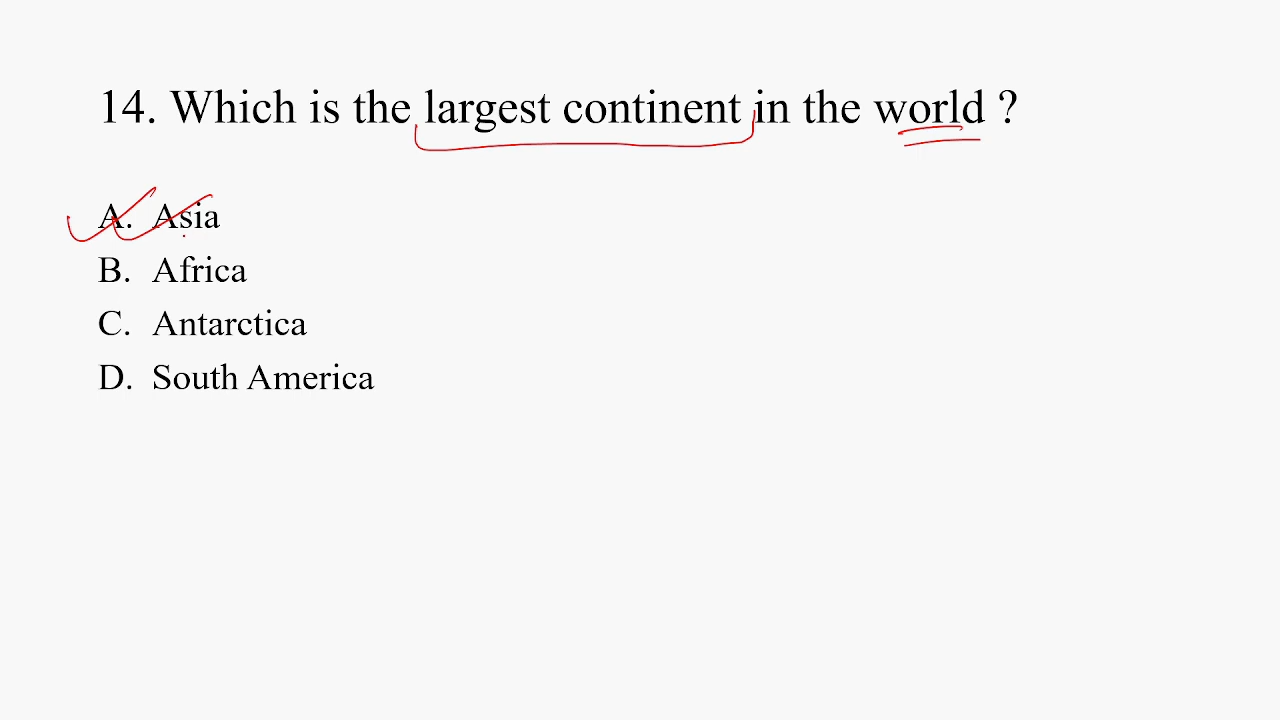 14. Which is the largest continent in the world ?
A. Asia
B. Africa
C. Antarctica
D. South America